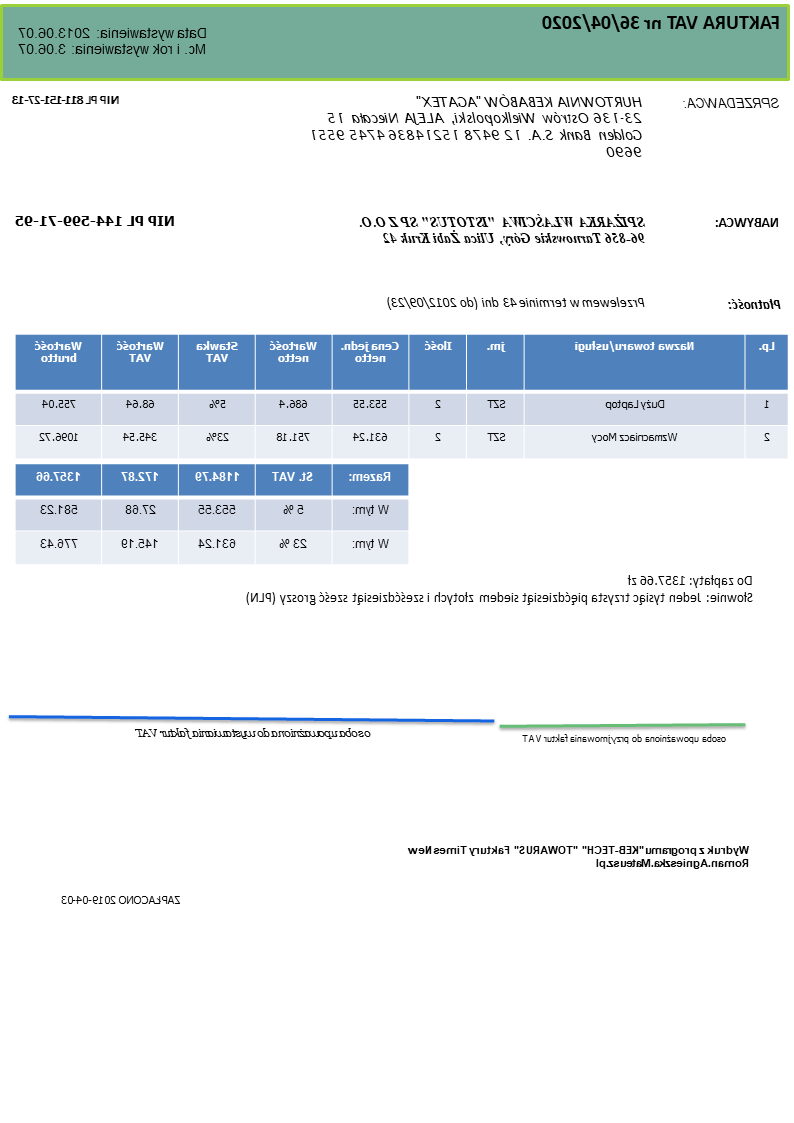 FAKTURA VAT nr 36/04/2020
Data wystawienia: 2013.06.07
Mc. i rok wystawienia: 3.06.07
SPRZEDAWCA:
HURTOWNIA KEBABÓW "AGATEX"
23-136 Ostrów Wielkopolski, ALEJA Niecała 15
Golden Bank S.A. 12 9478 15214836 4745 9551
9690
NIP PL 811-151-27-13
NABYWCA:
SPIŻARKA WŁAŚCIWA "ISTOTUS" SP Z O.O.
96-856 Tarnowskie Góry, Ulica Żabi Kruk 42
NIP PL 144-599-71-95
Płatność:
Przelewem w terminie 43 dni (do 2012/09/23)
Lp. Nazwa towaru/usługi jm. Ilość Cena jedn. netto Wartość netto Stawka VAT Wartość VAT Wartość brutto
1 Duży Laptop SZT 2 553.55 686.4 5% 68.64 755.04
2 Wzmacniacz Mocy SZT 2 631.24 751.18 23% 345.54 1096.72
Razem: St. VAT 1184.79 172.87 1357.66
W tym: 5 % 553.55 27.68 581.23
W tym: 23 % 631.24 145.19 776.43
Do zapłaty: 1357.66 zł
Słownie: Jeden tysiąc trzysta pięćdziesiąt siedem złotych i sześćdziesiąt sześć groszy (PLN)
osoba upoważniona do przyjmowania faktur VAT
osoba upoważniona do wystawiania faktur VAT
Wydruk z programu "KEB-TECH" "TOWARUS" Faktury Times New
Roman.Agnieszka.Mateusz.pl
ZAPŁACONO 2019-04-03